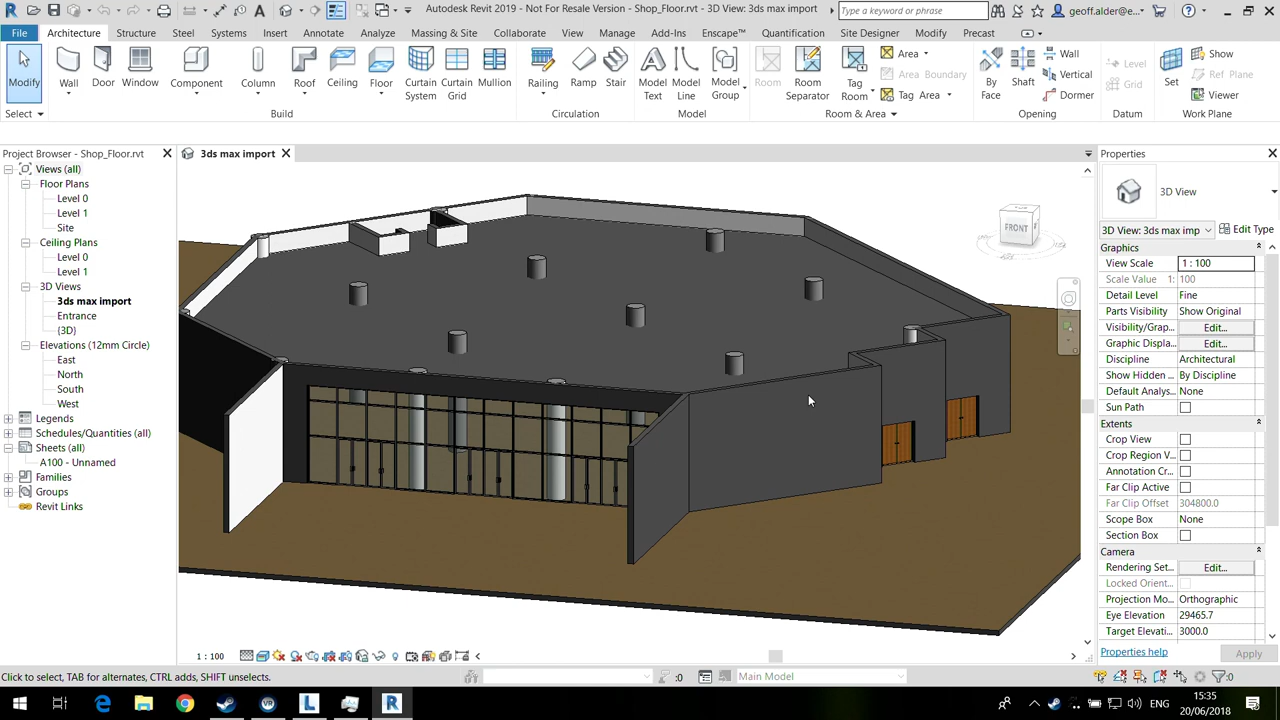 Autodesk Revit 2019 - Not For Resale Version - Shop_Floor.rvt - 3D View: 3ds max import
Type a keyword or phrase
geoff.alder@e...
File Architecture Structure Steel Systems Insert Annotate Analyze Massing & Site Collaborate View Manage Add-Ins Enscape™ Quantification Site Designer Modify Precast
Modify Wall Door Window Component Column Roof Ceiling Floor Curtain System Curtain Grid Mullion Railing Ramp Stair Model Text Model Line Model Group Room Room Separator Tag Room
Area
Area Boundary
Tag Area
By Face Shaft
Wall
Vertical
Dormer
Level
Grid
Set
Show
Ref Plane
Viewer
Select Build Circulation Model Room & Area Opening Datum Work Plane
Project Browser - Shop_Floor.rvt
Views (all)
Floor Plans
Level 0
Level 1
Site
Ceiling Plans
Level 0
Level 1
3D Views
3ds max import
Entrance
{3D}
Elevations (12mm Circle)
East
North
South
West
Legends
Schedules/Quantities (all)
Sheets (all)
A100 - Unnamed
Families
Groups
Revit Links
3ds max import
FRONT
Properties
3D View
3D View: 3ds max imp Edit Type
Graphics
View Scale 1 : 100
Scale Value 1: 100
Detail Level Fine
Parts Visibility Show Original
Visibility/Grap... Edit...
Graphic Displa... Edit...
Discipline Architectural
Show Hidden ... By Discipline
Default Analys... None
Sun Path
Extents
Crop View
Crop Region V...
Annotation Cr...
Far Clip Active
Far Clip Offset 304800.0
Scope Box None
Section Box
Camera
Rendering Set... Edit...
Locked Orient...
Projection Mo... Orthographic
Eye Elevation 29465.7
Target Elevati... 3000.0
Properties help Apply
1 : 100
Click to select, TAB for alternates, CTRL adds, SHIFT unselects.
:0
Main Model
:0
ENG
15:35
20/06/2018